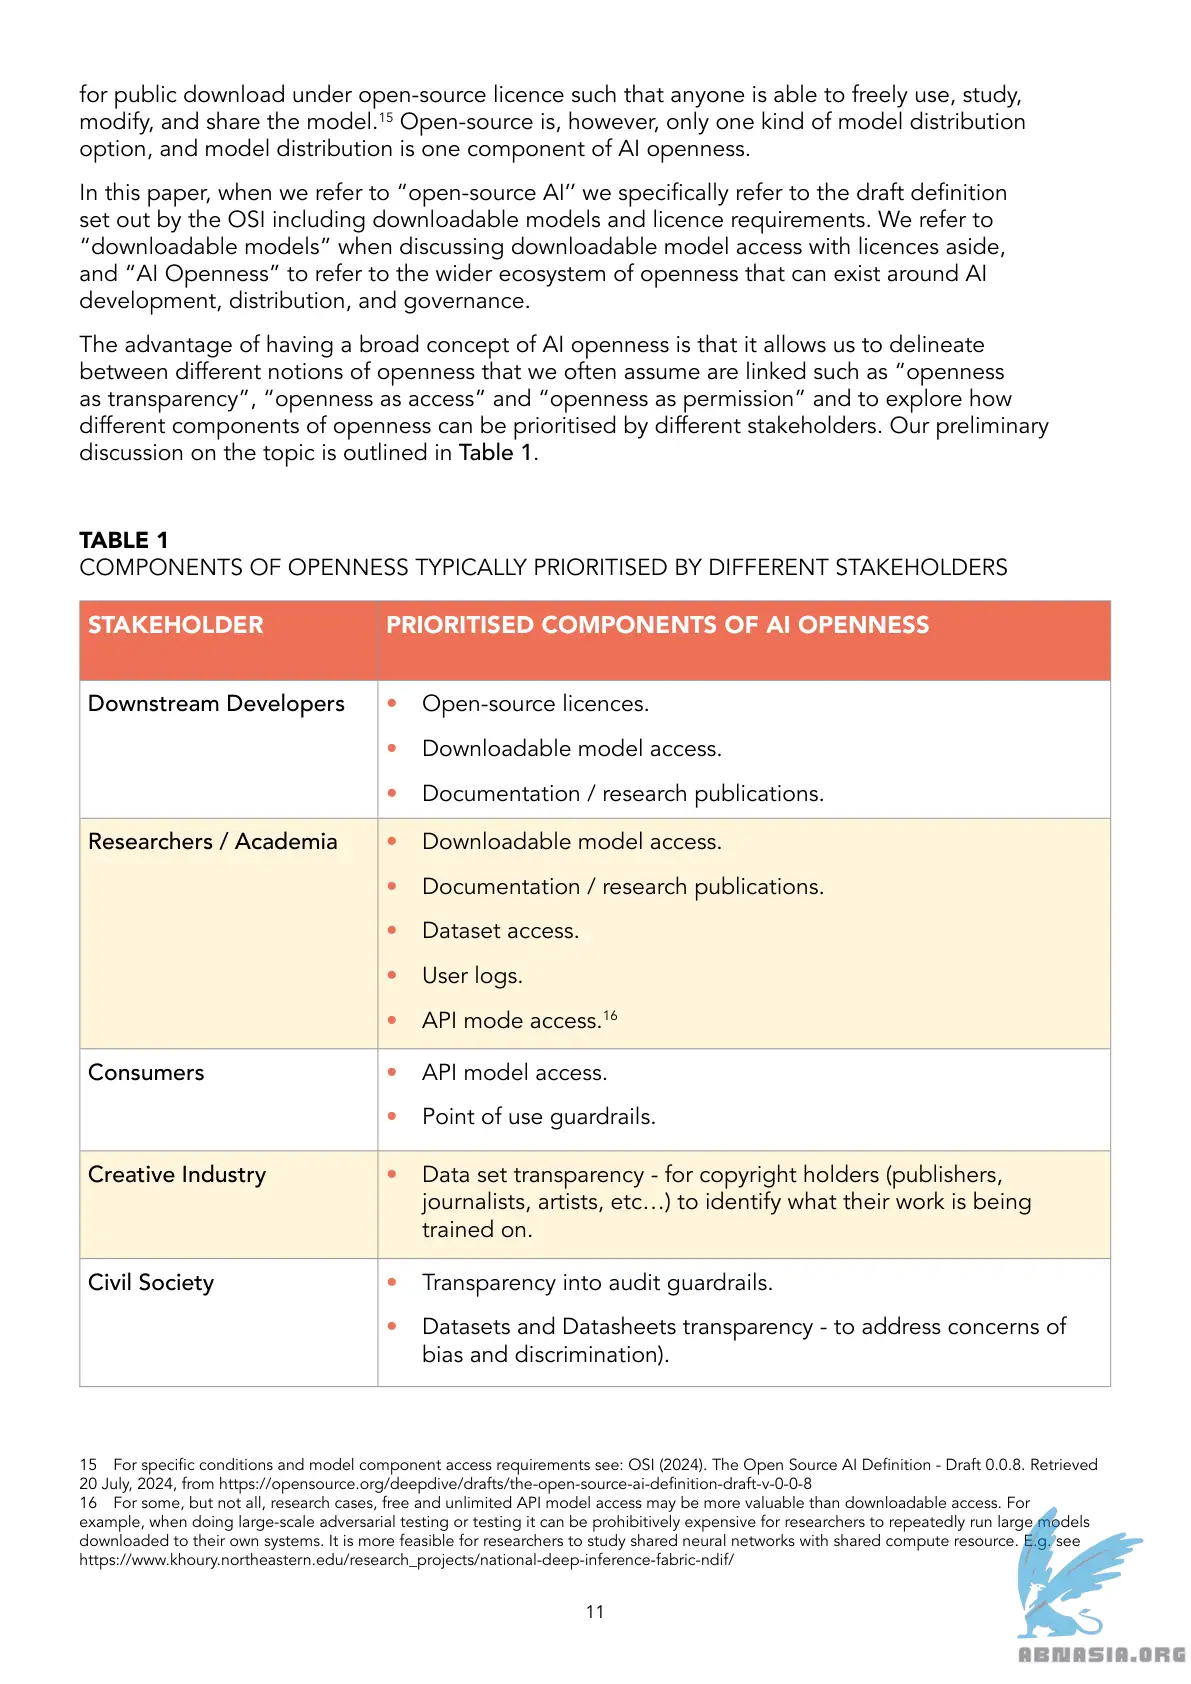 for public download under open-source licence such that anyone is able to freely use, study,
modify, and share the model.15 Open-source is, however, only one kind of model distribution
option, and model distribution is one component of AI openness.
In this paper, when we refer to “open-source AI’’ we specifically refer to the draft definition
set out by the OSI including downloadable models and licence requirements. We refer to
“downloadable models” when discussing downloadable model access with licences aside,
and “AI Openness” to refer to the wider ecosystem of openness that can exist around AI
development, distribution, and governance.
The advantage of having a broad concept of AI openness is that it allows us to delineate
between different notions of openness that we often assume are linked such as “openness
as transparency”, “openness as access” and “openness as permission” and to explore how
different components of openness can be prioritised by different stakeholders. Our preliminary
discussion on the topic is outlined in Table 1.
TABLE 1
COMPONENTS OF OPENNESS TYPICALLY PRIORITISED BY DIFFERENT STAKEHOLDERS
STAKEHOLDER PRIORITISED COMPONENTS OF AI OPENNESS
Downstream Developers • Open-source licences.
• Downloadable model access.
• Documentation / research publications.
Researchers / Academia • Downloadable model access.
• Documentation / research publications.
• Dataset access.
• User logs.
• API mode access.16
Consumers • API model access.
• Point of use guardrails.
Creative Industry • Data set transparency - for copyright holders (publishers,
journalists, artists, etc…) to identify what their work is being
trained on.
Civil Society • Transparency into audit guardrails.
• Datasets and Datasheets transparency - to address concerns of
bias and discrimination).
15 For specific conditions and model component access requirements see: OSI (2024). The Open Source AI Definition - Draft 0.0.8. Retrieved
20 July, 2024, from https://opensource.org/deepdive/drafts/the-open-source-ai-definition-draft-v-0-0-8
16 For some, but not all, research cases, free and unlimited API model access may be more valuable than downloadable access. For
example, when doing large-scale adversarial testing or testing it can be prohibitively expensive for researchers to repeatedly run large models
downloaded to their own systems. It is more feasible for researchers to study shared neural networks with shared compute resource. E.g. see
https://www.khoury.northeastern.edu/research_projects/national-deep-inference-fabric-ndif/
11
ABNASIA.ORG